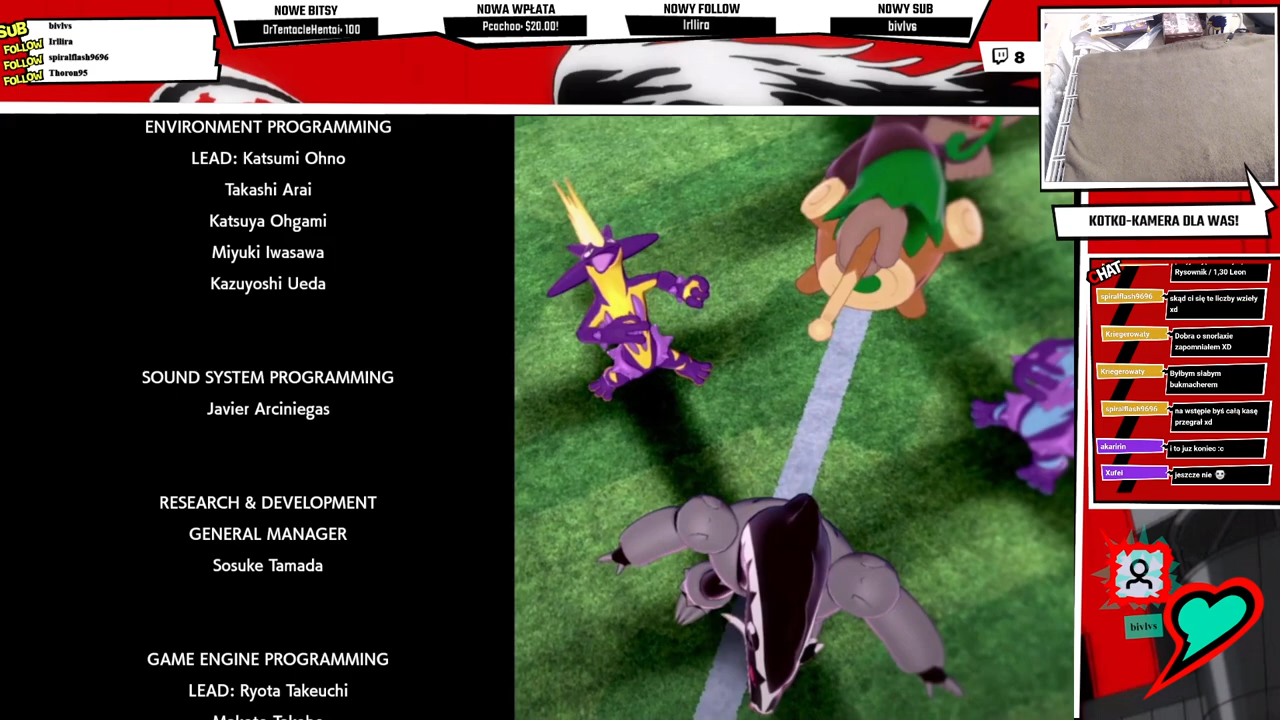 NOWE BITSY
DrTentacleHentai· 100
NOWA WPŁATA
Pcachoo· $20.00!
NOWY FOLLOW
Irllira
NOWY SUB
bivlvs
SUB bivlvs
FOLLOW Irllira
FOLLOW spiralflash9696
FOLLOW Thoron95
8
ENVIRONMENT PROGRAMMING
LEAD: Katsumi Ohno
Takashi Arai
Katsuya Ohgami
Miyuki Iwasawa
Kazuyoshi Ueda
SOUND SYSTEM PROGRAMMING
Javier Arciniegas
RESEARCH & DEVELOPMENT
GENERAL MANAGER
Sosuke Tamada
GAME ENGINE PROGRAMMING
LEAD: Ryota Takeuchi
KOTKO-KAMERA DLA WAS!
CHAT
Rysownik / 1,30 Leon
spiralflash9696 skąd ci się te liczby wzieły
xd
Kriegerowaty Dobra o snorlaxie
zapomniałem XD
Kriegerowaty Byłbym słabym
bukmacherem
spiralflash9696 na wstępie byś całą kasę
przegrał xd
akaririn i to juz koniec :c
Xufei jeszcze nie
bivlvs